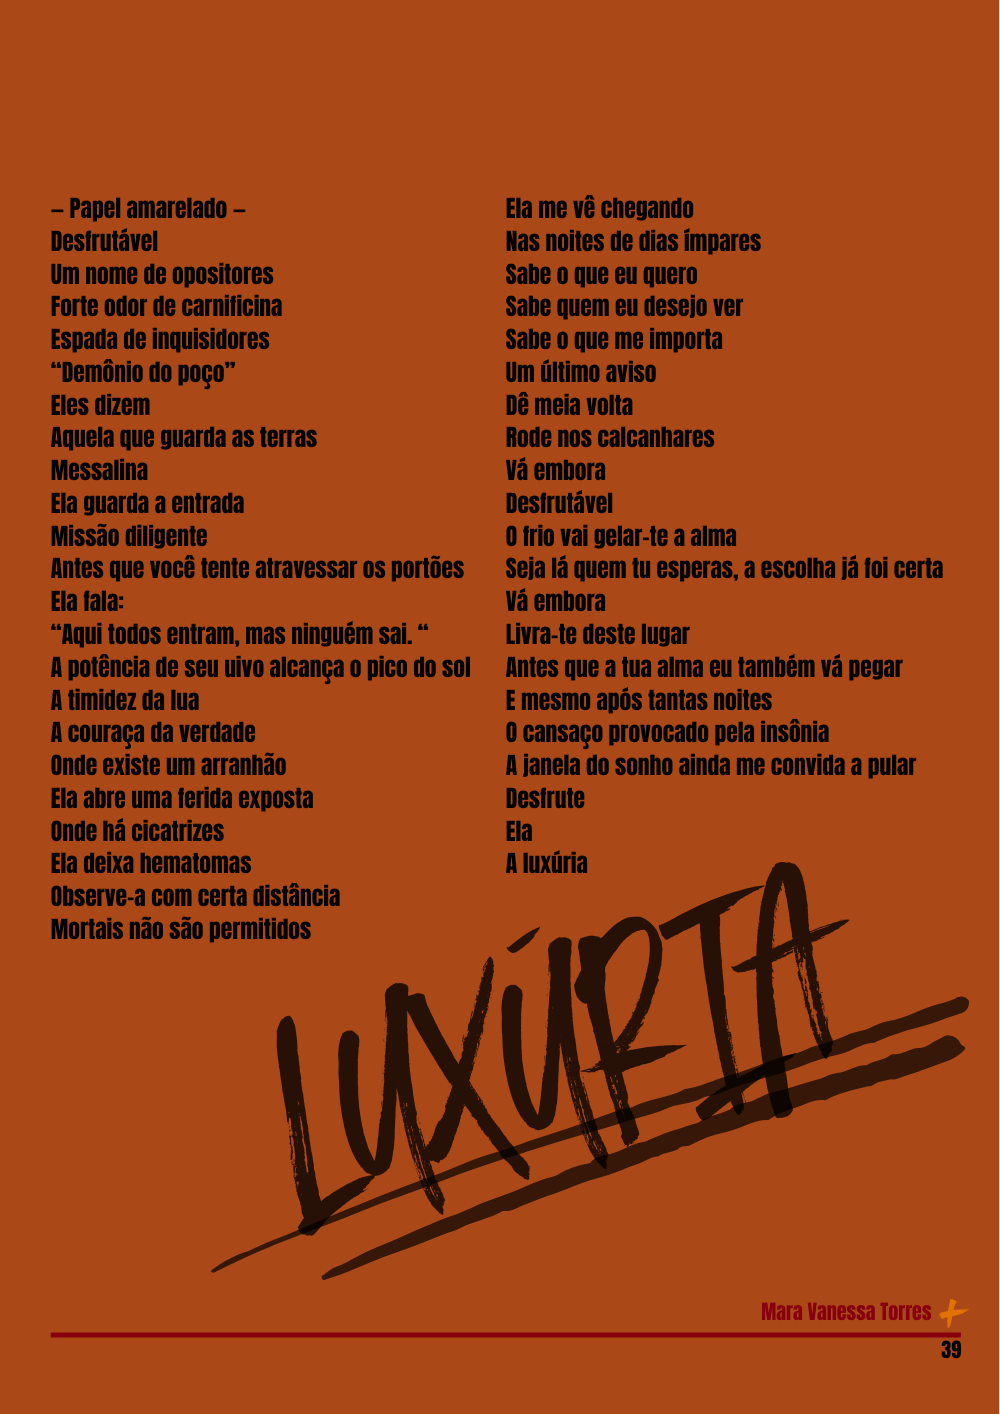 – Papel amarelado –
Desfrutável
Um nome de opositores
Forte odor de carnificina
Espada de inquisidores
“Demônio do poço”
Eles dizem
Aquela que guarda as terras
Messalina
Ela guarda a entrada
Missão diligente
Antes que você tente atravessar os portões
Ela fala:
“Aqui todos entram, mas ninguém sai. “
A potência de seu uivo alcança o pico do sol
A timidez da lua
A couraça da verdade
Onde existe um arranhão
Ela abre uma ferida exposta
Onde há cicatrizes
Ela deixa hematomas
Observe-a com certa distância
Mortais não são permitidos
Ela me vê chegando
Nas noites de dias ímpares
Sabe o que eu quero
Sabe quem eu desejo ver
Sabe o que me importa
Um último aviso
Dê meia volta
Rode nos calcanhares
Vá embora
Desfrutável
O frio vai gelar-te a alma
Seja lá quem tu esperas, a escolha já foi certa
Vá embora
Livra-te deste lugar
Antes que a tua alma eu também vá pegar
E mesmo após tantas noites
O cansaço provocado pela insônia
A janela do sonho ainda me convida a pular
Desfrute
Ela
A luxúria
LUXÚRIA
Mara Vanessa Torres
39